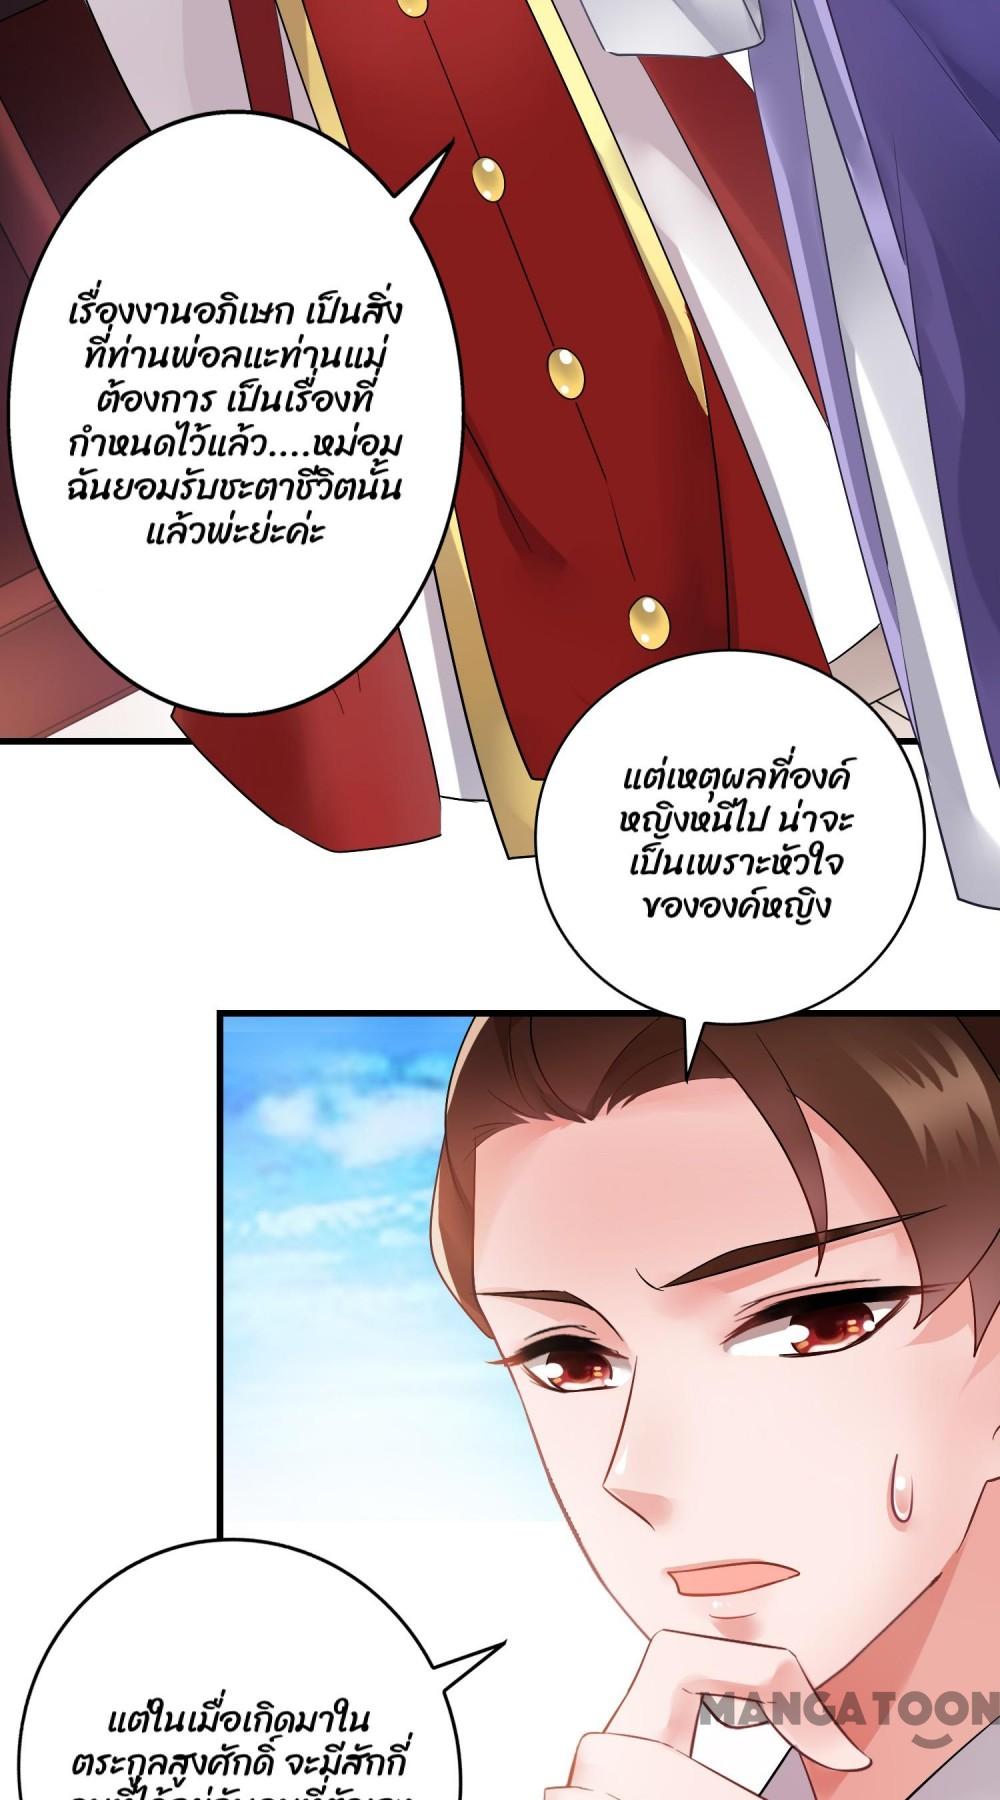 เรื่องงานอภิเษก เป็นสิ่ง
ที่ท่านพ่อและท่านแม่
ต้องการ เป็นเรื่องที่
กำหนดไว้แล้ว....หม่อม
ฉันยอมรับชะตาชีวิตนั้น
แล้วพ่ะย่ะค่ะ
แต่เหตุผลที่องค์
หญิงหนีไป น่าจะ
เป็นเพราะหัวใจ
ขององค์หญิง
แต่ในเมื่อเกิดมาใน
ตระกูลสูงศักดิ์ จะมีสักกี่
MANGATOON